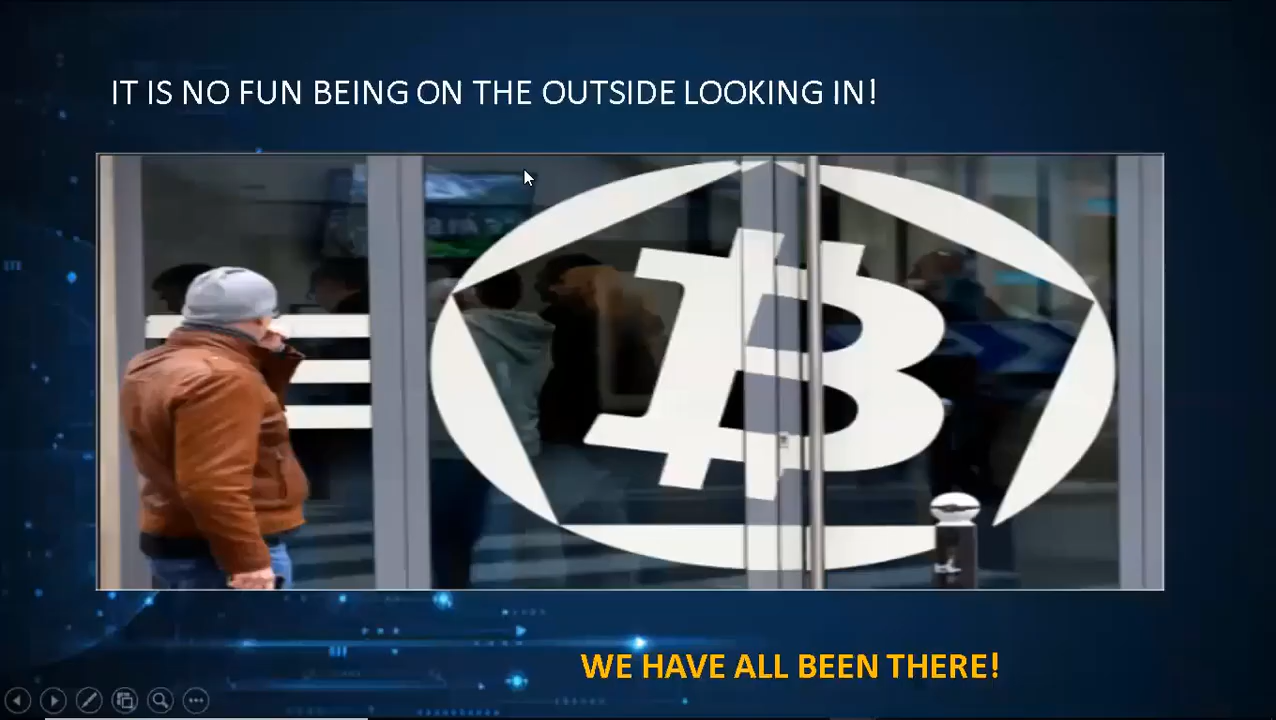 IT IS NO FUN BEING ON THE OUTSIDE LOOKING IN!
WE HAVE ALL BEEN THERE!